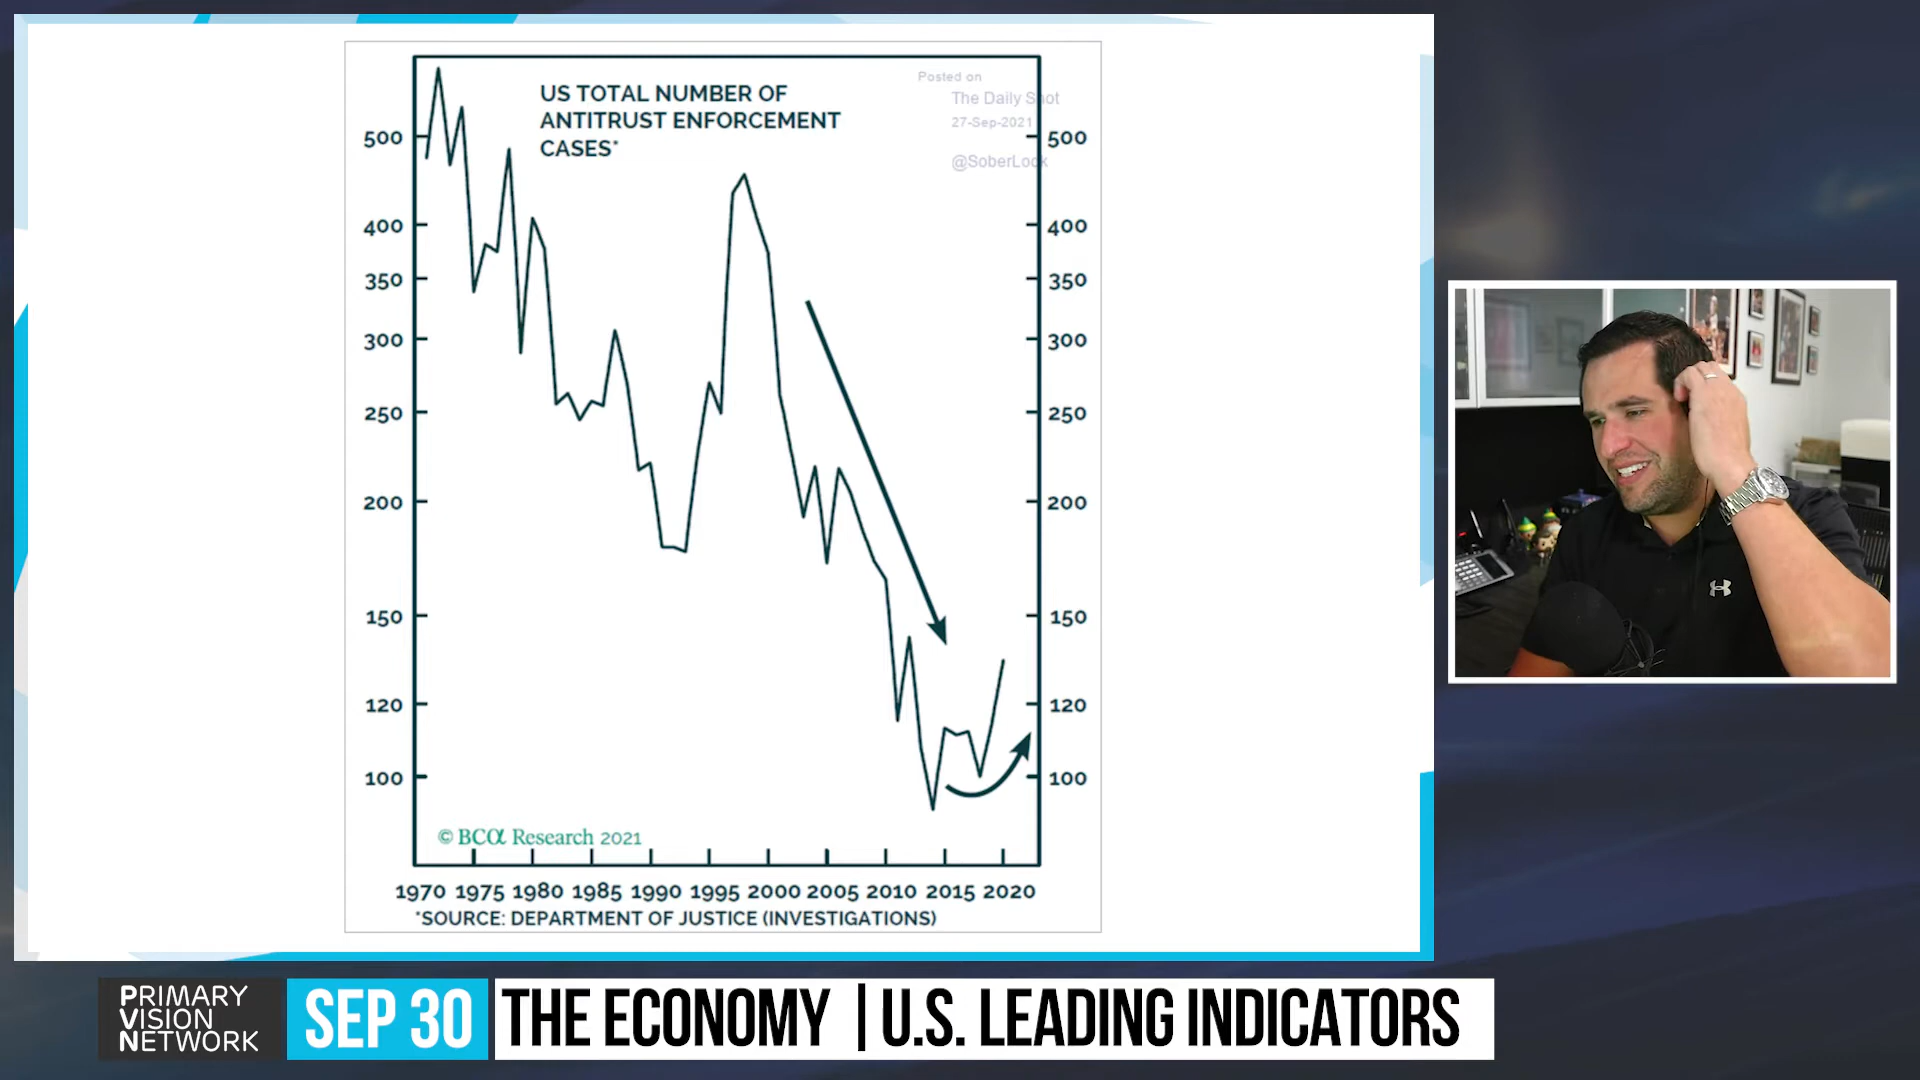 US TOTAL NUMBER OF
ANTITRUST ENFORCEMENT
CASES*
Posted on
The Daily Shot
27-Sep-2021
@SoberLook
500 500
400 400
350 350
300 300
250 250
200 200
150 150
120 120
100 100
© BCα Research 2021
1970 1975 1980 1985 1990 1995 2000 2005 2010 2015 2020
*SOURCE: DEPARTMENT OF JUSTICE (INVESTIGATIONS)
PRIMARY
VISION
NETWORK
SEP 30
THE ECONOMY | U.S. LEADING INDICATORS